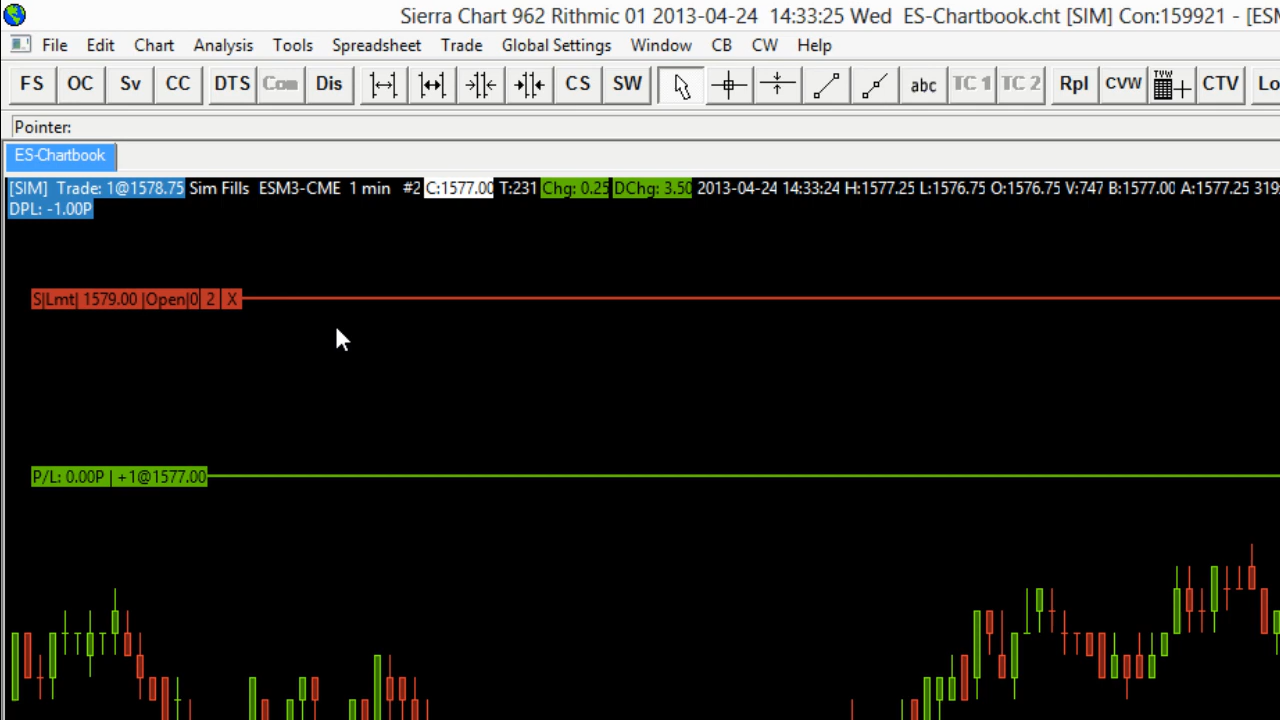 Sierra Chart 962 Rithmic 01 2013-04-24 14:33:25 Wed ES-Chartbook.cht [SIM] Con:159921 - [ESM
File Edit Chart Analysis Tools Spreadsheet Trade Global Settings Window CB CW Help
FS OC Sv CC DTS Com Dis CS SW abc TC 1 TC 2 Rpl CVW TVW CTV Lo
Pointer:
ES-Chartbook
[SIM] Trade: 1@1578.75 Sim Fills ESM3-CME 1 min #2 C:1577.00 T:231 Chg: 0.25 DChg: 3.50 2013-04-24 14:33:24 H:1577.25 L:1576.75 O:1576.75 V:747 B:1577.00 A:1577.25 319
DPL: -1.00P
S|Lmt| 1579.00 |Open|0| 2 | X
P/L: 0.00P | +1@1577.00